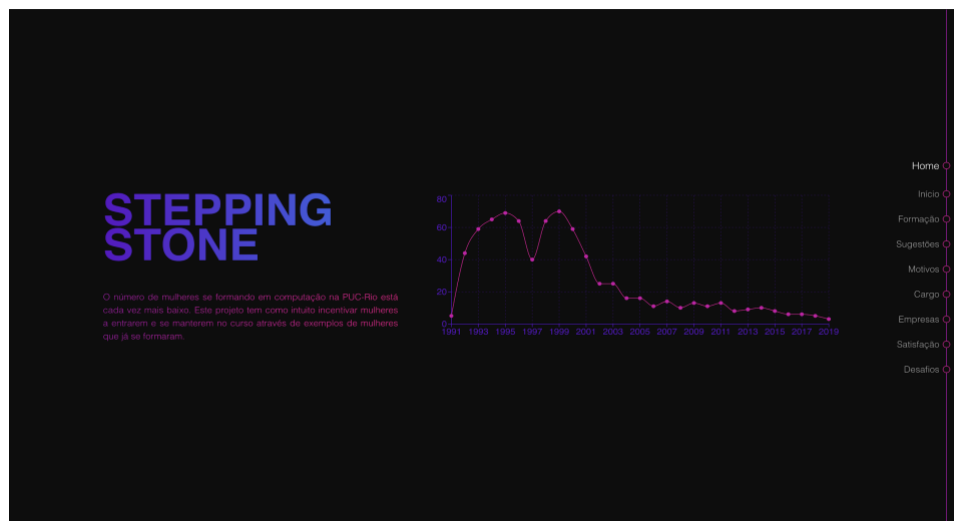 STEPPING
STONE
O número de mulheres se formando em computação na PUC-Rio está
cada vez mais baixo. Este projeto tem como intuito incentivar mulheres
a entrarem e se manterem no curso através de exemplos de mulheres
que já se formaram.
80
60
40
20
0
1991 1993 1995 1997 1999 2001 2003 2005 2007 2009 2011 2013 2015 2017 2019
Home
Início
Formação
Sugestões
Motivos
Cargo
Empresas
Satisfação
Desafios